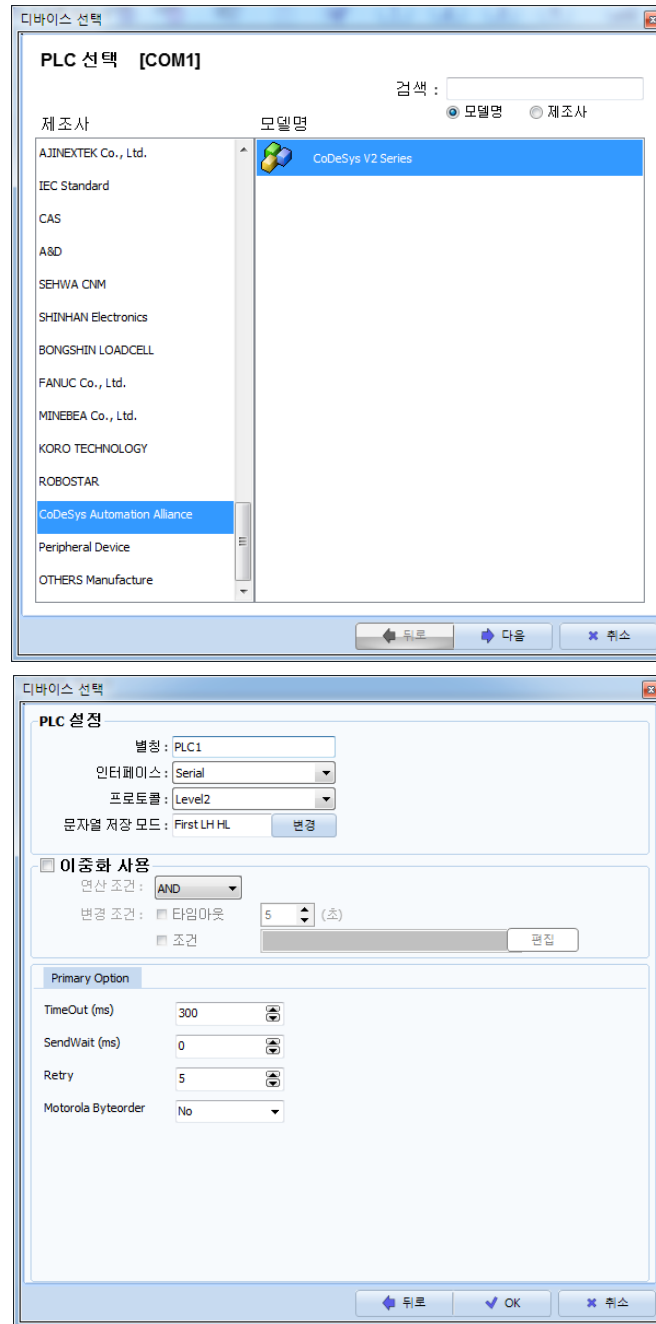 디바이스 선택
PLC 선택 [COM1]
검색 :
모델명 제조사
제조사 모델명
AJINEXTEK Co., Ltd.
CoDeSys V2 Series
IEC Standard
CAS
A&D
SEHWA CNM
SHINHAN Electronics
BONGSHIN LOADCELL
FANUC Co., Ltd.
MINEBEA Co., Ltd.
KORO TECHNOLOGY
ROBOSTAR
CoDeSys Automation Alliance
Peripheral Device
OTHERS Manufacture
뒤로 다음 취소
디바이스 선택
PLC 설정
별칭 : PLC1
인터페이스 : Serial
프로토콜 : Level2
문자열 저장 모드 : First LH HL 변경
이중화 사용
연산 조건 : AND
변경 조건 : 타임아웃 5 (초)
조건 편집
Primary Option
TimeOut (ms) 300
SendWait (ms) 0
Retry 5
Motorola Byteorder No
뒤로 OK 취소